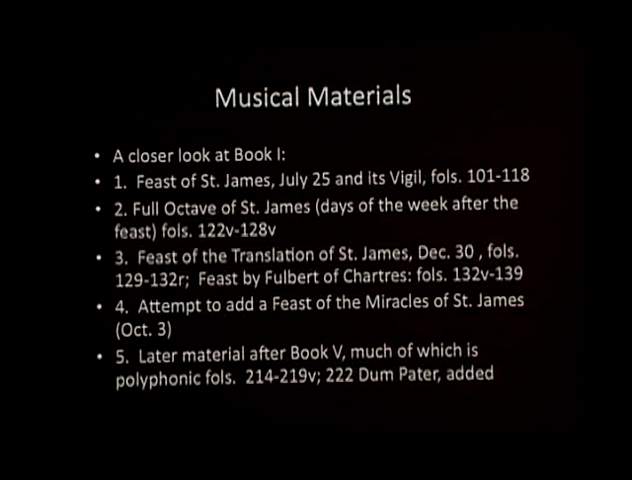 Musical Materials
• A closer look at Book I:
• 1. Feast of St. James, July 25 and its Vigil, fols. 101-118
• 2. Full Octave of St. James (days of the week after the
feast) fols. 122v-128v
• 3. Feast of the Translation of St. James, Dec. 30 , fols.
129-132r; Feast by Fulbert of Chartres: fols. 132v-139
• 4. Attempt to add a Feast of the Miracles of St. James
(Oct. 3)
• 5. Later material after Book V, much of which is
polyphonic fols. 214-219v; 222 Dum Pater, added